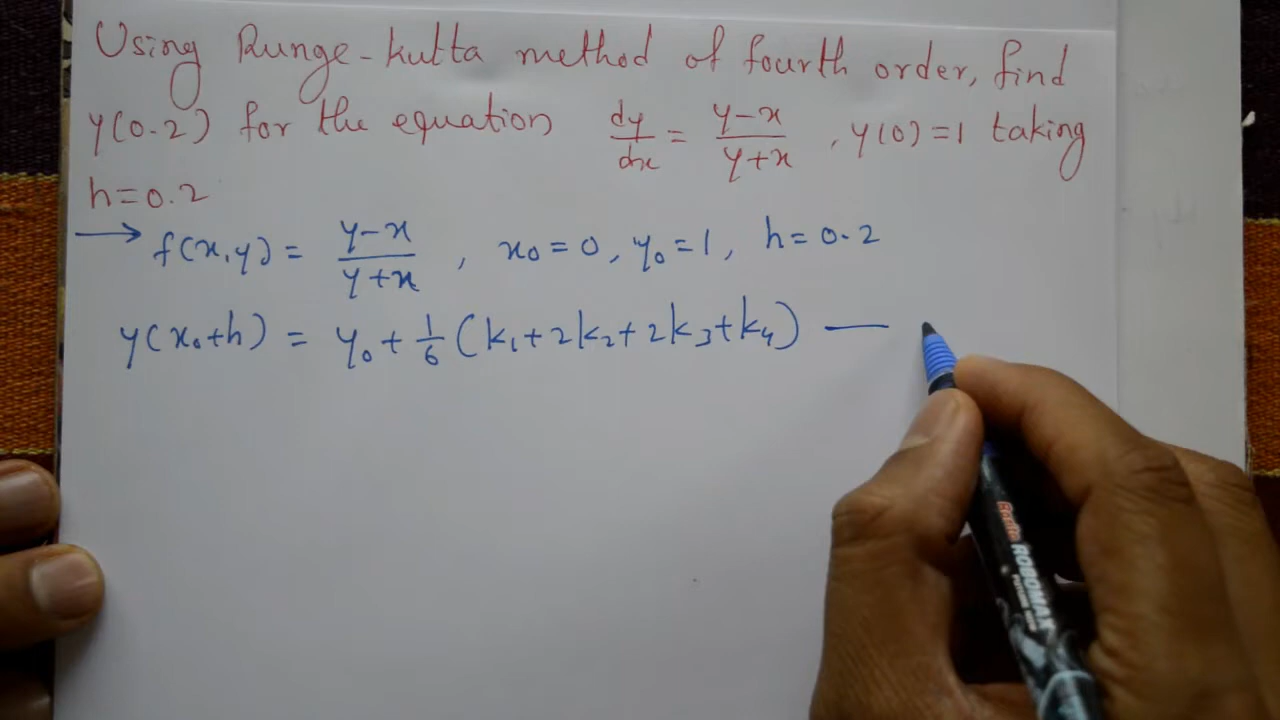 Using Runge-kutta method of fourth order, find
y(0.2) for the equation dy/dx = y-x/y+x , y(0)=1 taking
h=0.2
→ f(x,y) = y-x/y+x , x₀=0, y₀=1, h=0.2
y(x₀+h) = y₀ + 1/6 (k₁+2k₂+2k₃+k₄) —
ROBOMAX